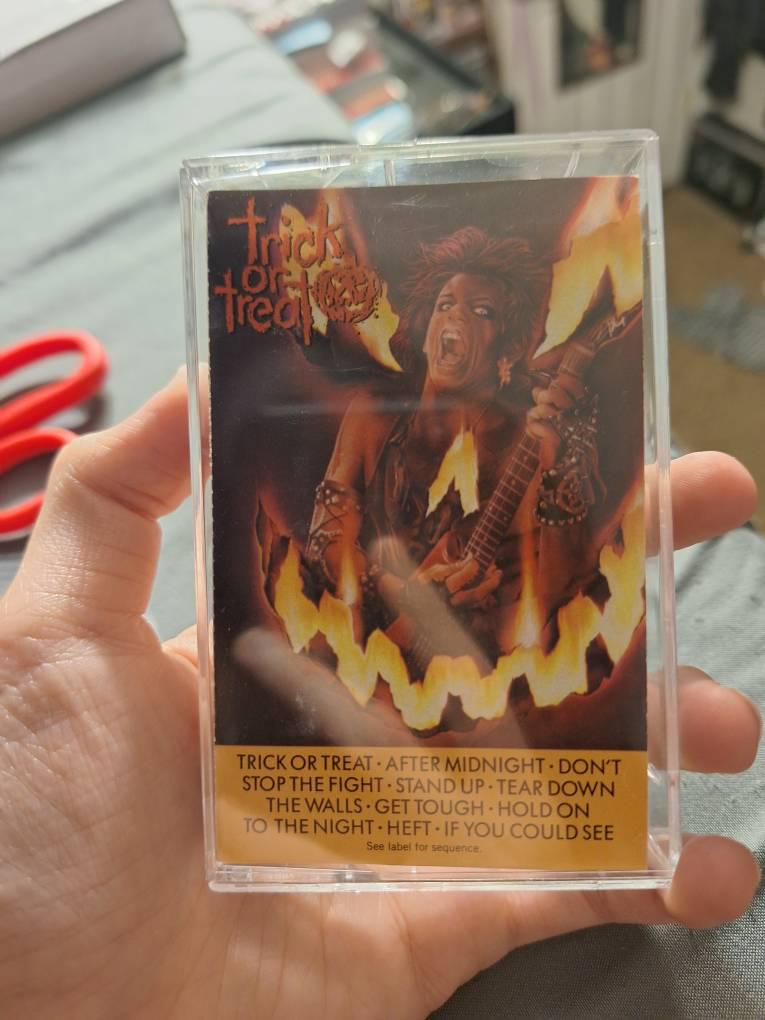 trick
or
treat
TRICK OR TREAT · AFTER MIDNIGHT · DON'T
STOP THE FIGHT · STAND UP · TEAR DOWN
THE WALLS · GET TOUGH · HOLD ON
TO THE NIGHT · HEFT · IF YOU COULD SEE
See label for sequence.